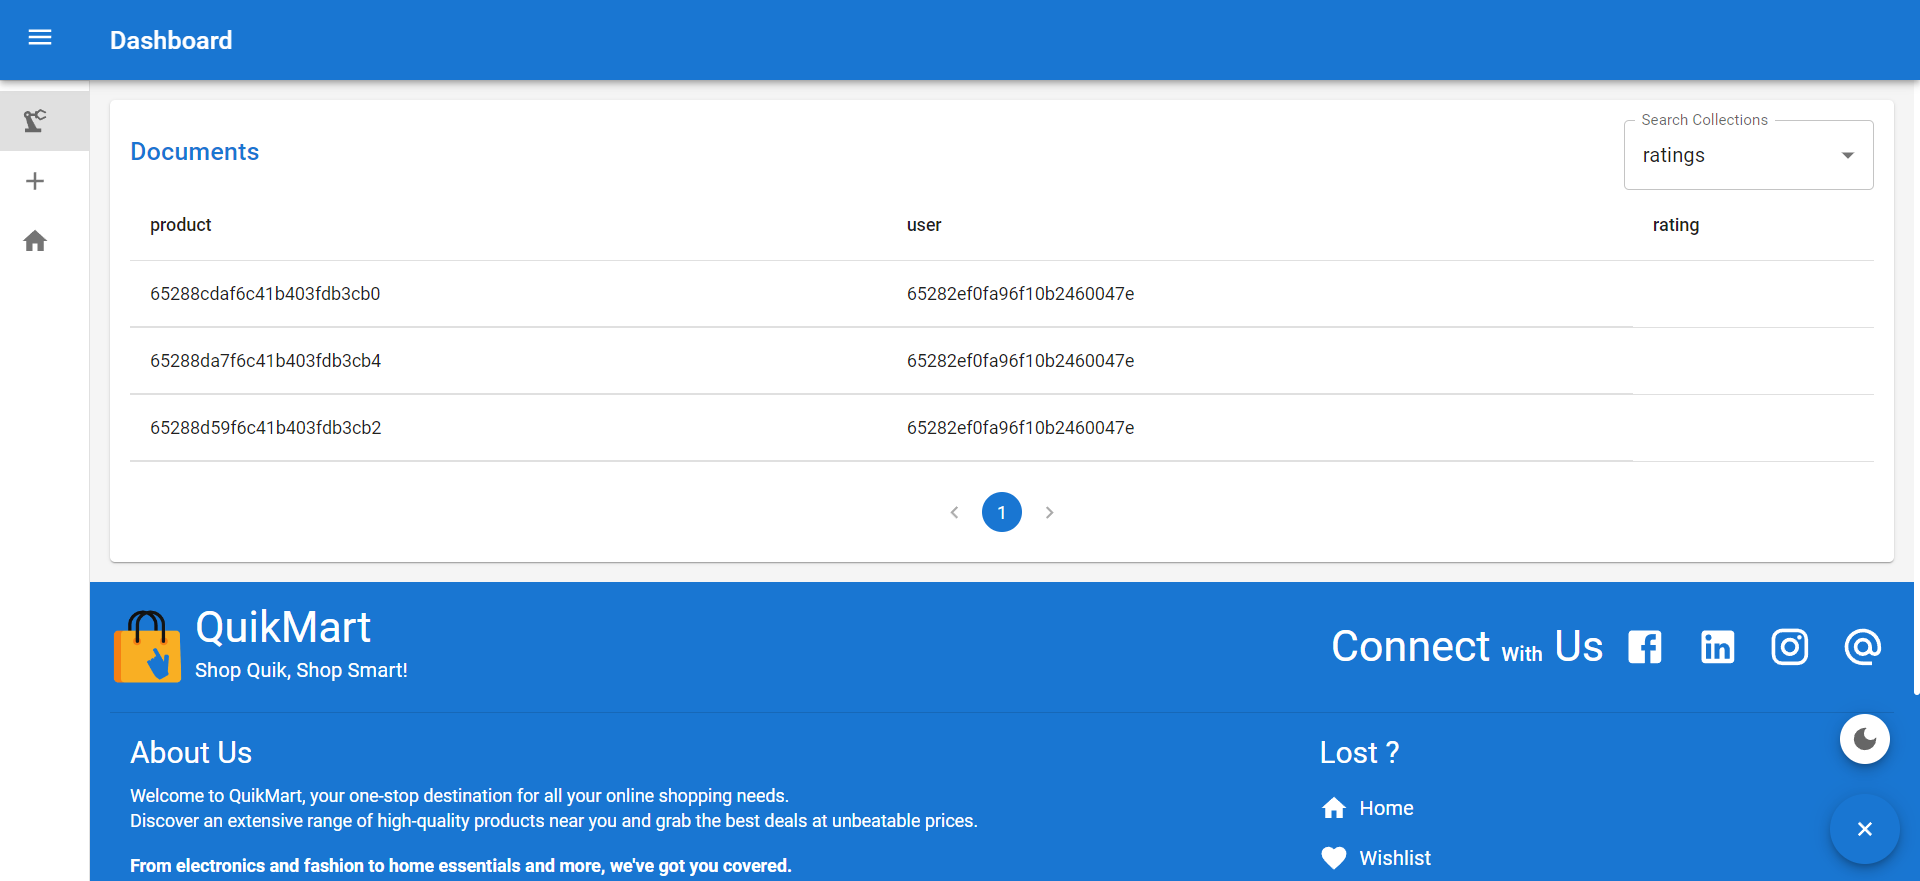 Dashboard
Search Collections
Documents
ratings
product user rating
65288cdaf6c41b403fdb3cb0 65282ef0fa96f10b2460047e
65288da7f6c41b403fdb3cb4 65282ef0fa96f10b2460047e
65288d59f6c41b403fdb3cb2 65282ef0fa96f10b2460047e
1
QuikMart
Shop Quik, Shop Smart!
Connect With Us
About Us
Welcome to QuikMart, your one-stop destination for all your online shopping needs.
Discover an extensive range of high-quality products near you and grab the best deals at unbeatable prices.
From electronics and fashion to home essentials and more, we've got you covered.
Lost ?
Home
Wishlist